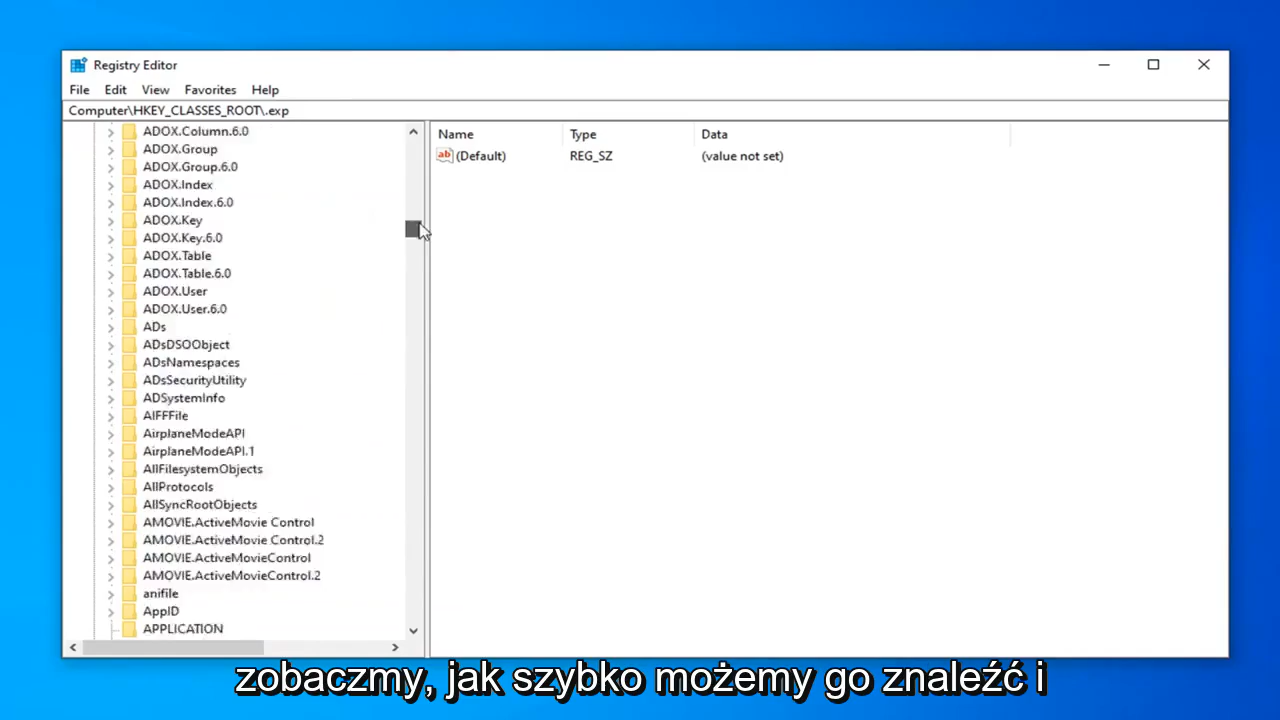 Registry Editor
File Edit View Favorites Help
Computer\HKEY_CLASSES_ROOT\.exp
ADOX.Column.6.0
ADOX.Group
ADOX.Group.6.0
ADOX.Index
ADOX.Index.6.0
ADOX.Key
ADOX.Key.6.0
ADOX.Table
ADOX.Table.6.0
ADOX.User
ADOX.User.6.0
ADs
ADsDSOObject
ADsNamespaces
ADsSecurityUtility
ADSystemInfo
AIFFFile
AirplaneModeAPI
AirplaneModeAPI.1
AllFilesystemObjects
AllProtocols
AllSyncRootObjects
AMOVIE.ActiveMovie Control
AMOVIE.ActiveMovie Control.2
AMOVIE.ActiveMovieControl
AMOVIE.ActiveMovieControl.2
anifile
AppID
APPLICATION
Name Type Data
(Default) REG_SZ (value not set)
zobaczmy, jak szybko możemy go znaleźć i